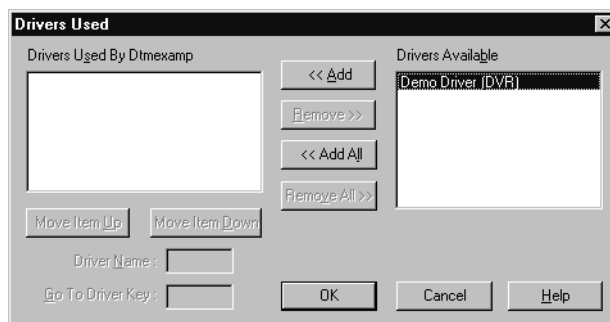 Drivers Used
Drivers Used By Dtmexamp
Drivers Available
<< Add
Demo Driver (DVR)
Remove >>
<< Add All
Remove All >>
Move Item Up
Move Item Down
Driver Name :
Go To Driver Key :
OK
Cancel
Help